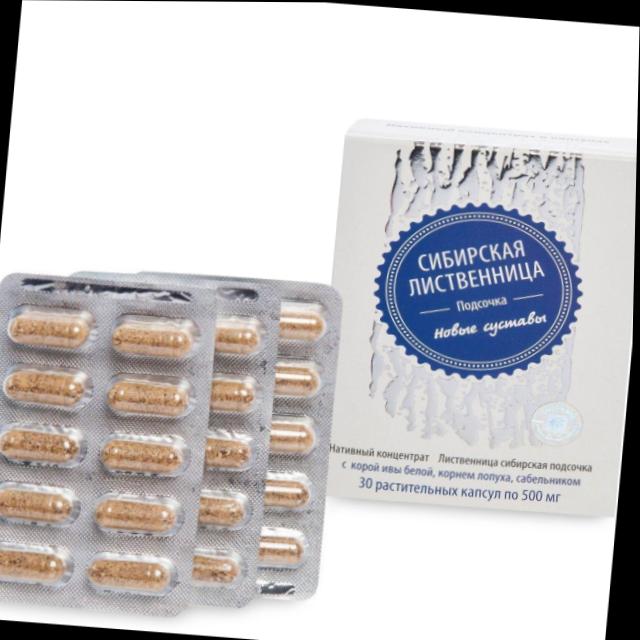 СИБИРСКАЯ
ЛИСТВЕННИЦА
Подсочка
новые суставы
Нативный концентрат Лиственница сибирская подсочка
с корой ивы белой, корнем лопуха, сабельником
30 растительных капсул по 500 мг